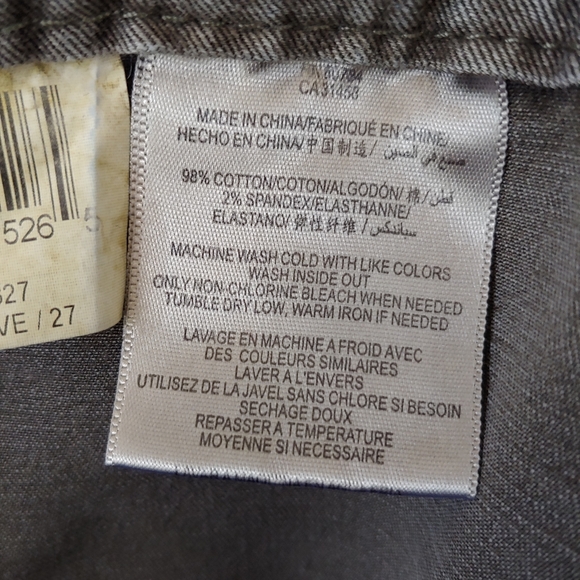 CA31458
MADE IN CHINA/FABRIQUÉ EN CHINE/
HECHO EN CHINA/中国制造/ صنع في الصين
98% COTTON/COTON/ALGODÓN/棉/قطن
2% SPANDEX/ELASTHANNE/
ELASTANO/弹性纤维/سباندكس
MACHINE WASH COLD WITH LIKE COLORS
WASH INSIDE OUT
ONLY NON-CHLORINE BLEACH WHEN NEEDED
TUMBLE DRY LOW, WARM IRON IF NEEDED
LAVAGE EN MACHINE A FROID AVEC
DES COULEURS SIMILAIRES
LAVER A L'ENVERS
UTILISEZ DE LA JAVEL SANS CHLORE SI BESOIN
SECHAGE DOUX
REPASSER A TEMPERATURE
MOYENNE SI NECESSAIRE
526 5
327
VE / 27